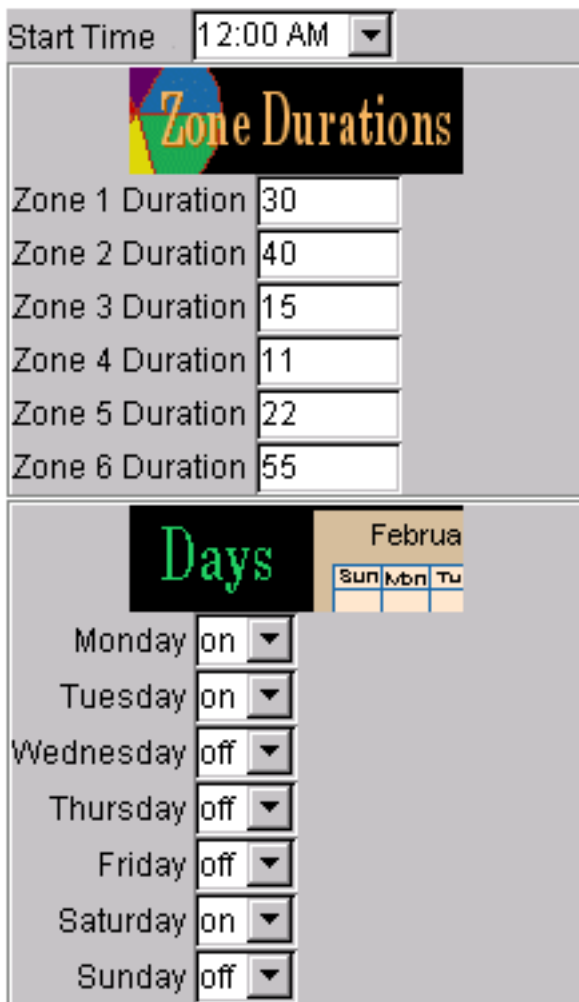 Start Time 12:00 AM
Zone Durations
Zone 1 Duration 30
Zone 2 Duration 40
Zone 3 Duration 15
Zone 4 Duration 11
Zone 5 Duration 22
Zone 6 Duration 55
Days
Februa
Sun Mon Tu
Monday on
Tuesday on
Wednesday off
Thursday off
Friday off
Saturday on
Sunday off